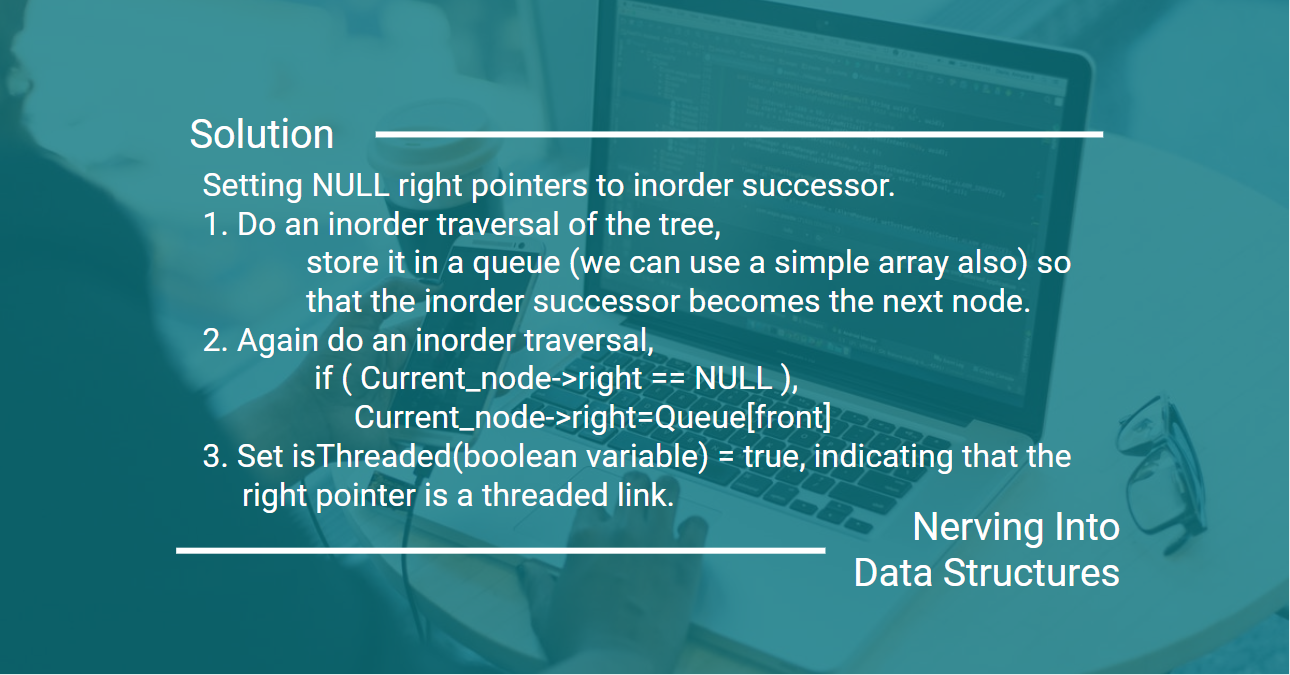 Solution
Setting NULL right pointers to inorder successor.
1. Do an inorder traversal of the tree,
store it in a queue (we can use a simple array also) so
that the inorder successor becomes the next node.
2. Again do an inorder traversal,
if ( Current_node->right == NULL ),
Current_node->right=Queue[front]
3. Set isThreaded(boolean variable) = true, indicating that the
right pointer is a threaded link.
Nerving Into
Data Structures